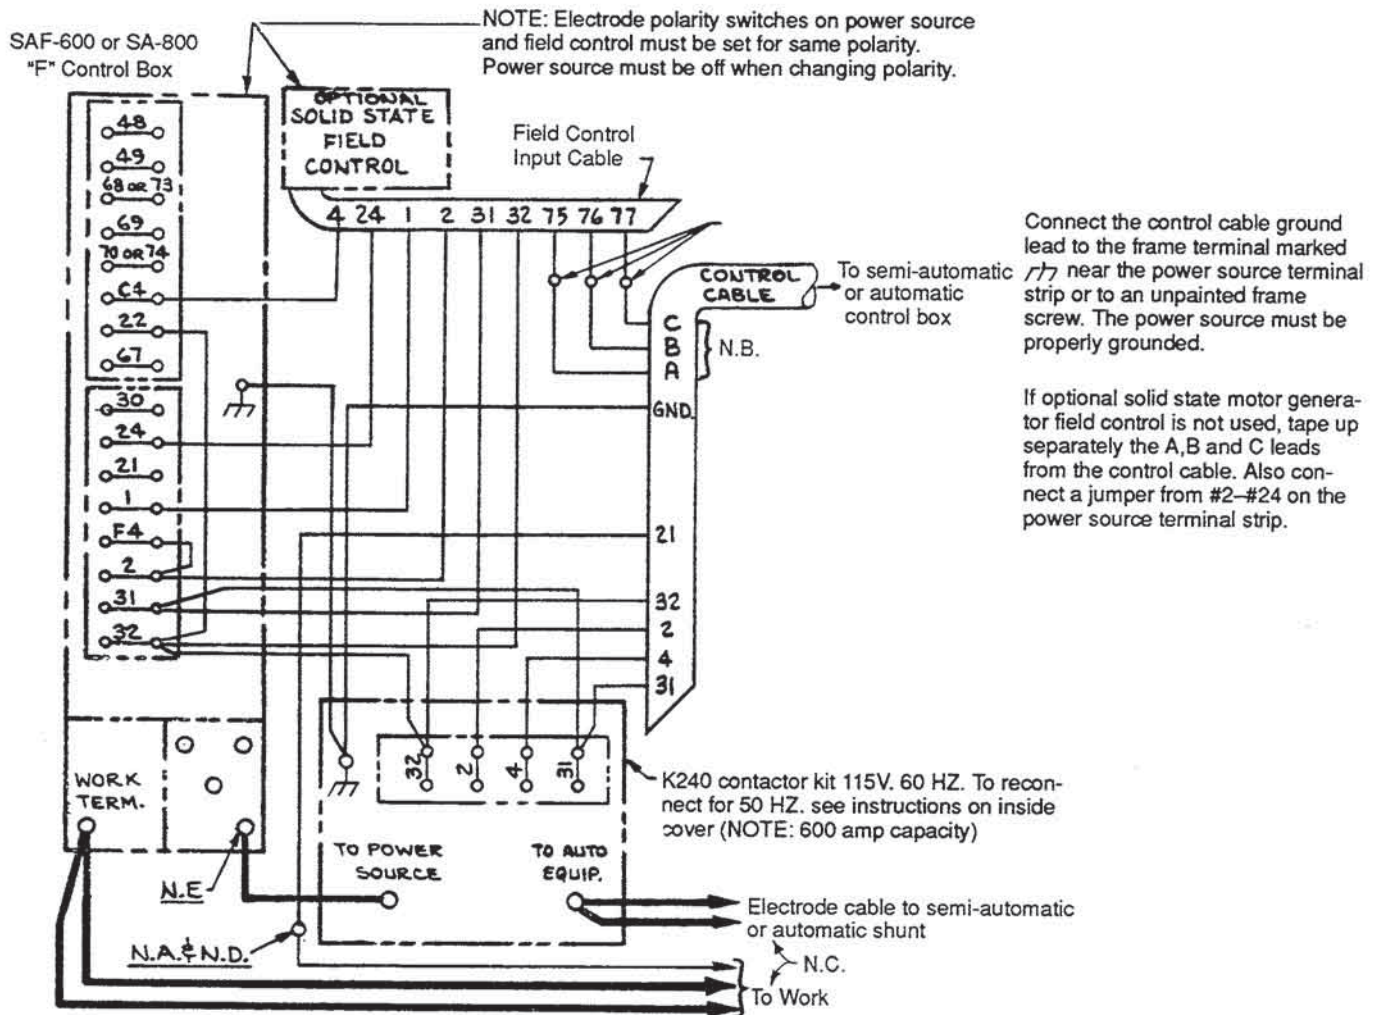 NOTE: Electrode polarity switches on power source
and field control must be set for same polarity.
Power source must be off when changing polarity.
SAF-600 or SA-800
"F" Control Box
48
49
68 OR 73
69
70 OR 74
C4
22
67
30
24
21
1
F4
2
31
32
OPTIONAL
SOLID STATE
FIELD
CONTROL
Field Control
Input Cable
4 24 1 2 31 32 75 76 77
CONTROL
CABLE
To semi-automatic
or automatic
control box
C
B
A
N.B.
GND.
21
32
2
4
31
Connect the control cable ground
lead to the frame terminal marked
near the power source terminal
strip or to an unpainted frame
screw. The power source must be
properly grounded.
If optional solid state motor genera-
tor field control is not used, tape up
separately the A,B and C leads
from the control cable. Also con-
nect a jumper from #2–#24 on the
power source terminal strip.
32 2 4 31
K240 contactor kit 115V. 60 HZ. To recon-
nect for 50 HZ. see instructions on inside
cover (NOTE: 600 amp capacity)
WORK
TERM.
N.E
TO POWER
SOURCE
TO AUTO
EQUIP.
N.A. & N.D.
Electrode cable to semi-automatic
or automatic shunt
N.C.
To Work